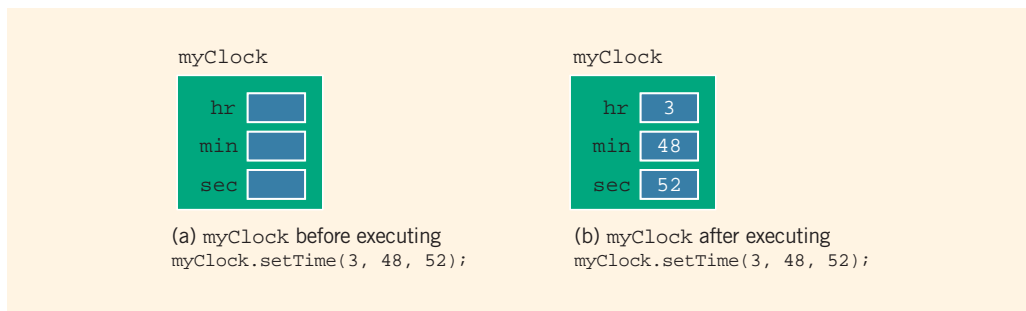 myClock
hr
min
sec
(a) myClock before executing
myClock.setTime(3, 48, 52);
myClock
hr 3
min 48
sec 52
(b) myClock after executing
myClock.setTime(3, 48, 52);